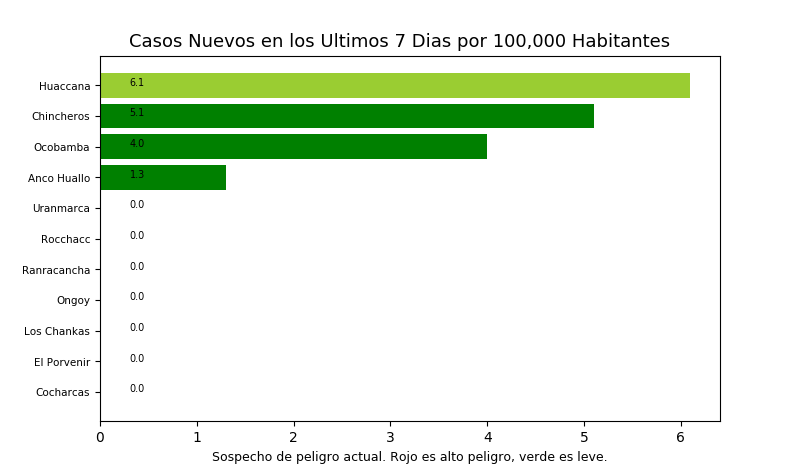 Casos Nuevos en los Ultimos 7 Dias por 100,000 Habitantes
Huaccana 6.1
Chincheros 5.1
Ocobamba 4.0
Anco Huallo 1.3
Uranmarca 0.0
Rocchacc 0.0
Ranracancha 0.0
Ongoy 0.0
Los Chankas 0.0
El Porvenir 0.0
Cocharcas 0.0
0 1 2 3 4 5 6
Sospecho de peligro actual. Rojo es alto peligro, verde es leve.